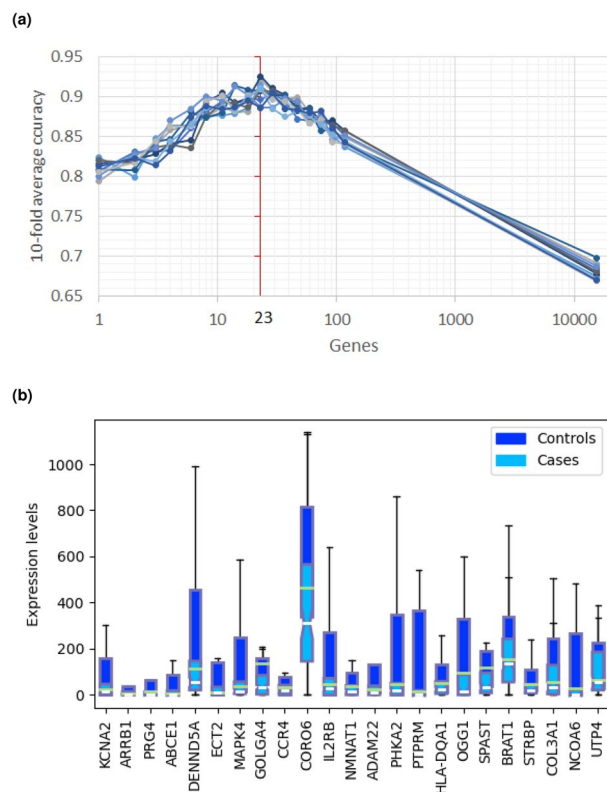 (a)
10-fold average ccuracy
0.95
0.9
0.85
0.8
0.75
0.7
0.65
1
10
23
100
1000
10000
Genes
(b)
Expression levels
1000
800
600
400
200
0
Controls
Cases
KCNA2
ARRB1
PRG4
ABCE1
DENND5A
ECT2
MAPK4
GOLGA4
CCR4
CORO6
IL2RB
NMNAT1
ADAM22
PHKA2
PTPRM
HLA-DQA1
OGG1
SPAST
BRAT1
STRBP
COL3A1
NCOA6
UTP4